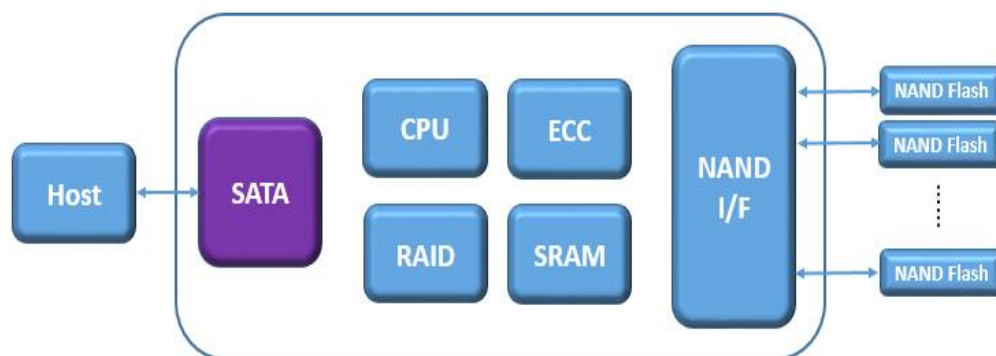 Host
SATA
CPU
ECC
RAID
SRAM
NAND
I/F
NAND Flash
NAND Flash
NAND Flash